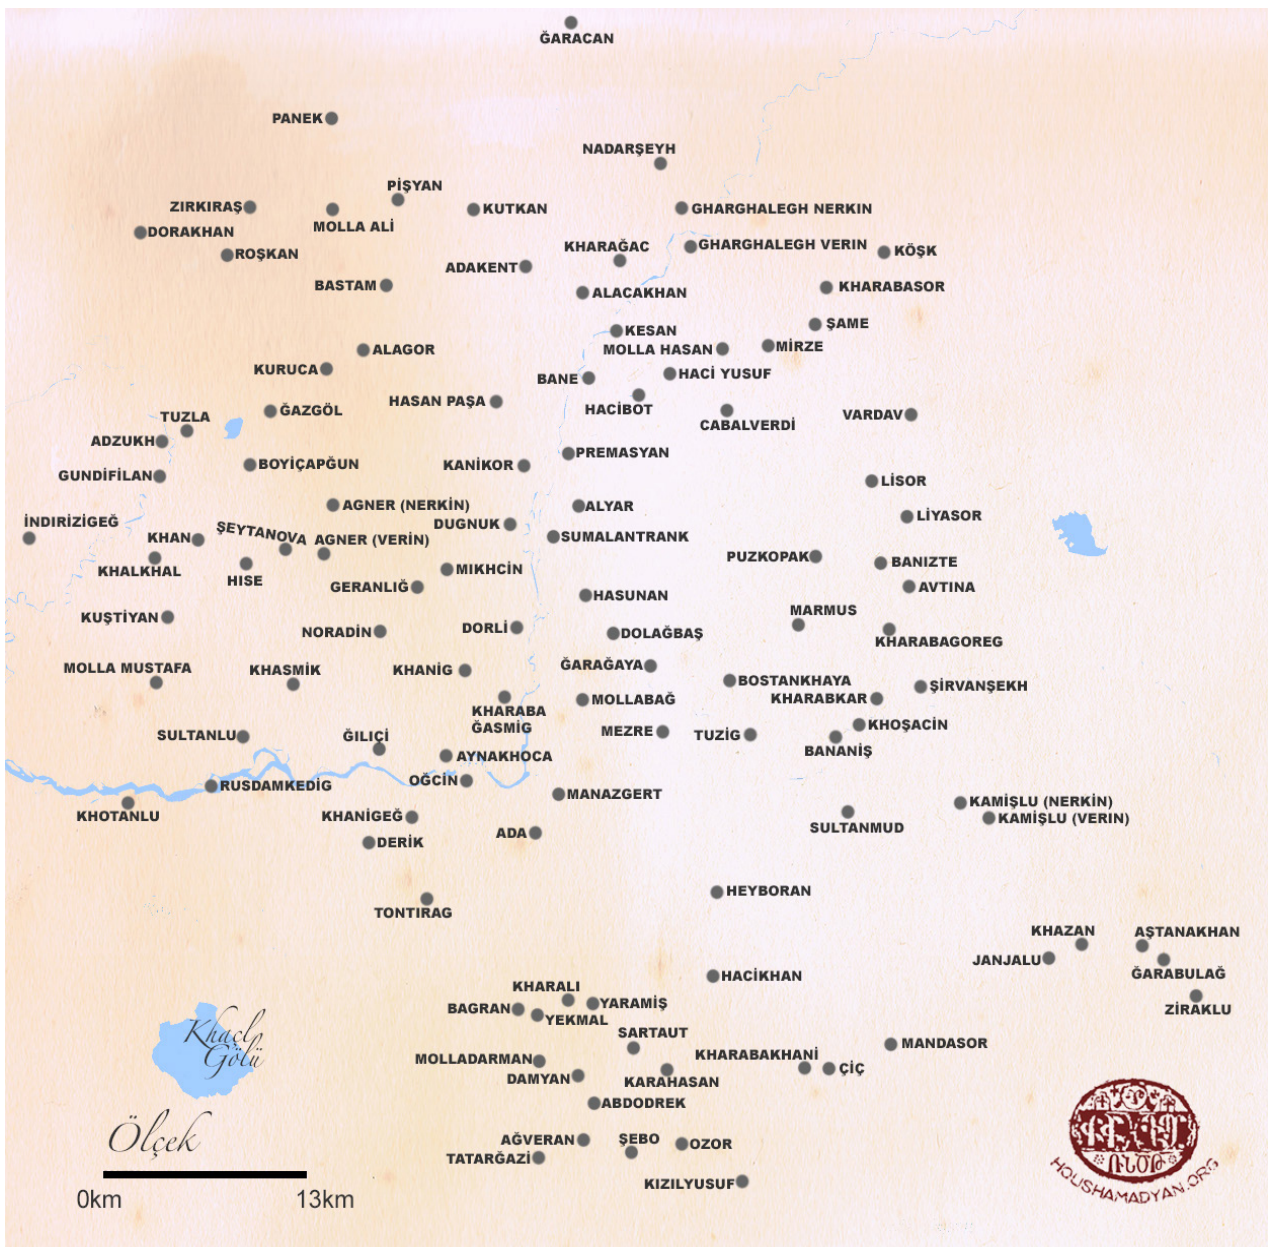 ĞARACAN
PANEK
NADARŞEYH
PİŞYAN
ZIRKIRAŞ
MOLLA ALİ
KUTKAN
GHARGHALEGH NERKIN
DORAKHAN
ROŞKAN
KHARAĞAC
GHARGHALEGH VERIN
KÖŞK
ADAKENT
BASTAM
ALACAKHAN
KHARABASOR
KESAN
ŞAME
MOLLA HASAN
MİRZE
ALAGOR
KURUCA
BANE
HACİ YUSUF
HASAN PAŞA
HACİBOT
ĞAZGÖL
CABALVERDİ
VARDAV
TUZLA
ADZUKH
PREMASYAN
BOYİÇAPĞUN
KANİKOR
GUNDİFİLAN
LİSOR
AGNER (NERKİN)
ALYAR
LİYASOR
İNDIRİZİGEĞ
DUGNUK
ŞEYTANOVA
KHAN
AGNER (VERİN)
SUMALANTRANK
PUZKOPAK
BANIZTE
KHALKHAL
HISE
MIKHCİN
GERANLIĞ
AVTINA
HASUNAN
MARMUS
KUŞTİYAN
NORADİN
DORLİ
DOLAĞBAŞ
KHARABAGOREG
MOLLA MUSTAFA
KHASMİK
KHANİG
ĞARAĞAYA
BOSTANKHAYA
ŞİRVANŞEKH
KHARABKAR
MOLLABAĞ
KHARABA
ĞASMİG
KHOŞACİN
SULTANLU
ĞILIÇİ
MEZRE
TUZİG
BANANİŞ
AYNAKHOCA
OĞCİN
RUSDAMKEDİG
MANAZGERT
KAMİŞLU (NERKİN)
KHOTANLU
KHANİGEĞ
KAMİŞLU (VERIN)
SULTANMUD
ADA
DERİK
HEYBORAN
TONTIRAG
KHAZAN
AŞTANAKHAN
JANJALU
ĞARABULAĞ
HACİKHAN
KHARALI
BAGRAN
YARAMİŞ
YEKMAL
ZİRAKLU
SARTAUT
Khaçlı
Gölü
MOLLADARMAN
KHARABAKHANİ
MANDASOR
ÇİÇ
DAMYAN
KARAHASAN
ABDODREK
Ölçek
AĞVERAN
ŞEBO
OZOR
TATARĞAZİ
KIZILYUSUF
0km
13km
HOUSHAMADYAN.ORG